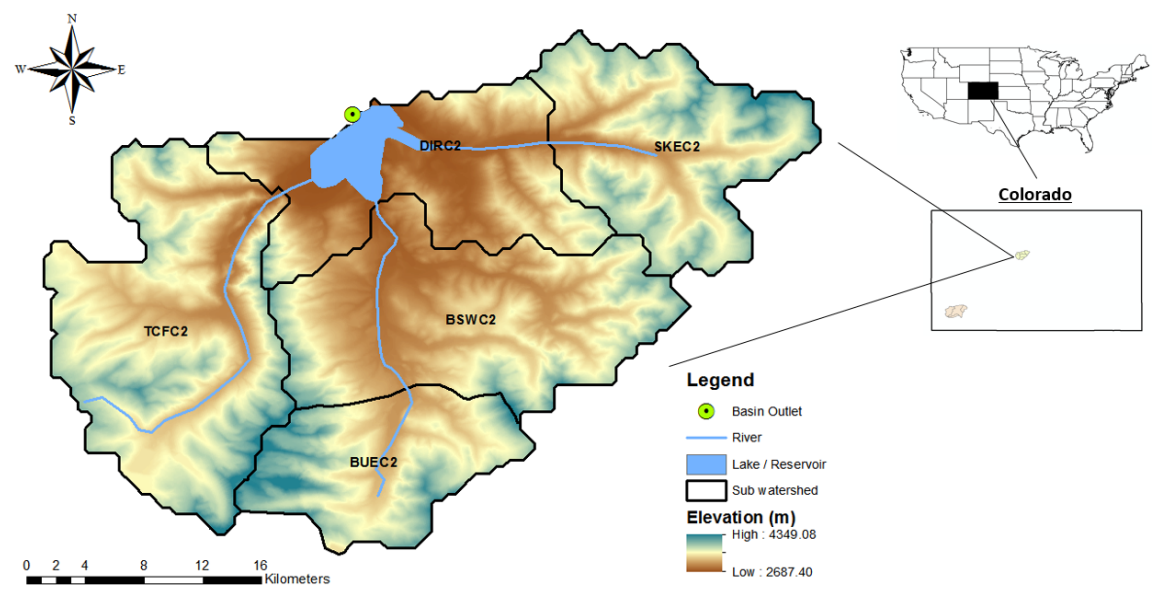 N
W
E
S
DIRC2
SKEC2
TCFC2
BSWC2
BUEC2
Colorado
Legend
Basin Outlet
River
Lake / Reservoir
Sub watershed
Elevation (m)
High : 4349.08
Low : 2687.40
0 2 4 8 12 16
Kilometers